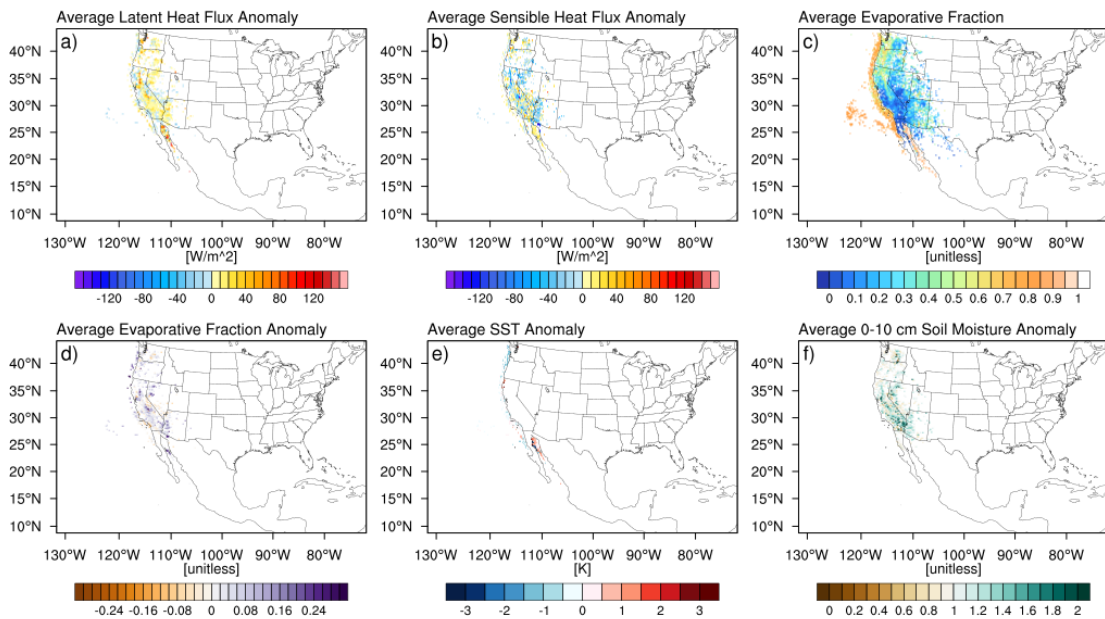 Average Latent Heat Flux Anomaly
a)
40°N
35°N
30°N
25°N
20°N
15°N
10°N
130°W 120°W 110°W 100°W 90°W 80°W
[W/m^2]
-120 -80 -40 0 40 80 120
Average Sensible Heat Flux Anomaly
b)
40°N
35°N
30°N
25°N
20°N
15°N
10°N
130°W 120°W 110°W 100°W 90°W 80°W
[W/m^2]
-120 -80 -40 0 40 80 120
Average Evaporative Fraction
c)
40°N
35°N
30°N
25°N
20°N
15°N
10°N
130°W 120°W 110°W 100°W 90°W 80°W
[unitless]
0 0.1 0.2 0.3 0.4 0.5 0.6 0.7 0.8 0.9 1
Average Evaporative Fraction Anomaly
d)
40°N
35°N
30°N
25°N
20°N
15°N
10°N
130°W 120°W 110°W 100°W 90°W 80°W
[unitless]
-0.24 -0.16 -0.08 0 0.08 0.16 0.24
Average SST Anomaly
e)
40°N
35°N
30°N
25°N
20°N
15°N
10°N
130°W 120°W 110°W 100°W 90°W 80°W
[K]
-3 -2 -1 0 1 2 3
Average 0-10 cm Soil Moisture Anomaly
f)
40°N
35°N
30°N
25°N
20°N
15°N
10°N
130°W 120°W 110°W 100°W 90°W 80°W
[unitless]
0 0.2 0.4 0.6 0.8 1 1.2 1.4 1.6 1.8 2